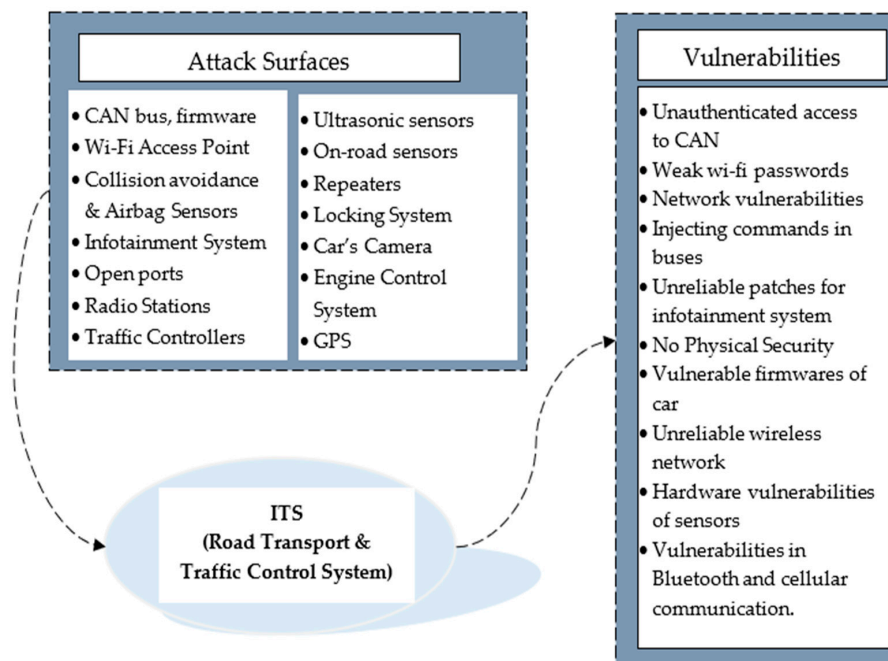 Attack Surfaces
• CAN bus, firmware
• Wi-Fi Access Point
• Collision avoidance
& Airbag Sensors
• Infotainment System
• Open ports
• Radio Stations
• Traffic Controllers
• Ultrasonic sensors
• On-road sensors
• Repeaters
• Locking System
• Car's Camera
• Engine Control
System
• GPS
ITS
(Road Transport &
Traffic Control System)
Vulnerabilities
• Unauthenticated access
to CAN
• Weak wi-fi passwords
• Network vulnerabilities
• Injecting commands in
buses
• Unreliable patches for
infotainment system
• No Physical Security
• Vulnerable firmwares of
car
• Unreliable wireless
network
• Hardware vulnerabilities
of sensors
• Vulnerabilities in
Bluetooth and cellular
communication.